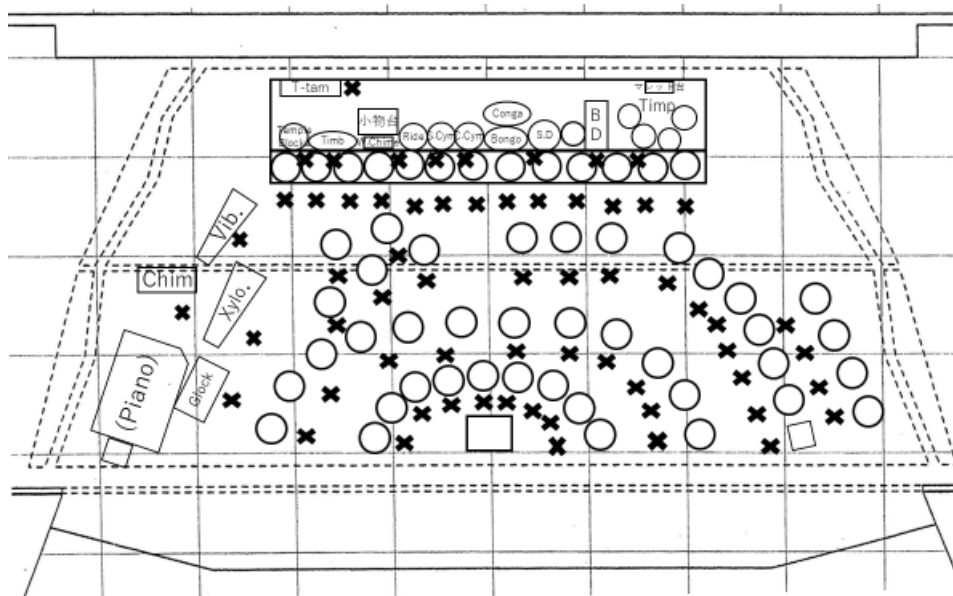 T-tam
マレット台
小物台
Conga
B
D
Timp
Temple
Block
Timb
W.Chime
Ride
S.Cym
C.Cym
Bongo
S.D
Vib.
Chim
Xylo.
(Piano)
Glock